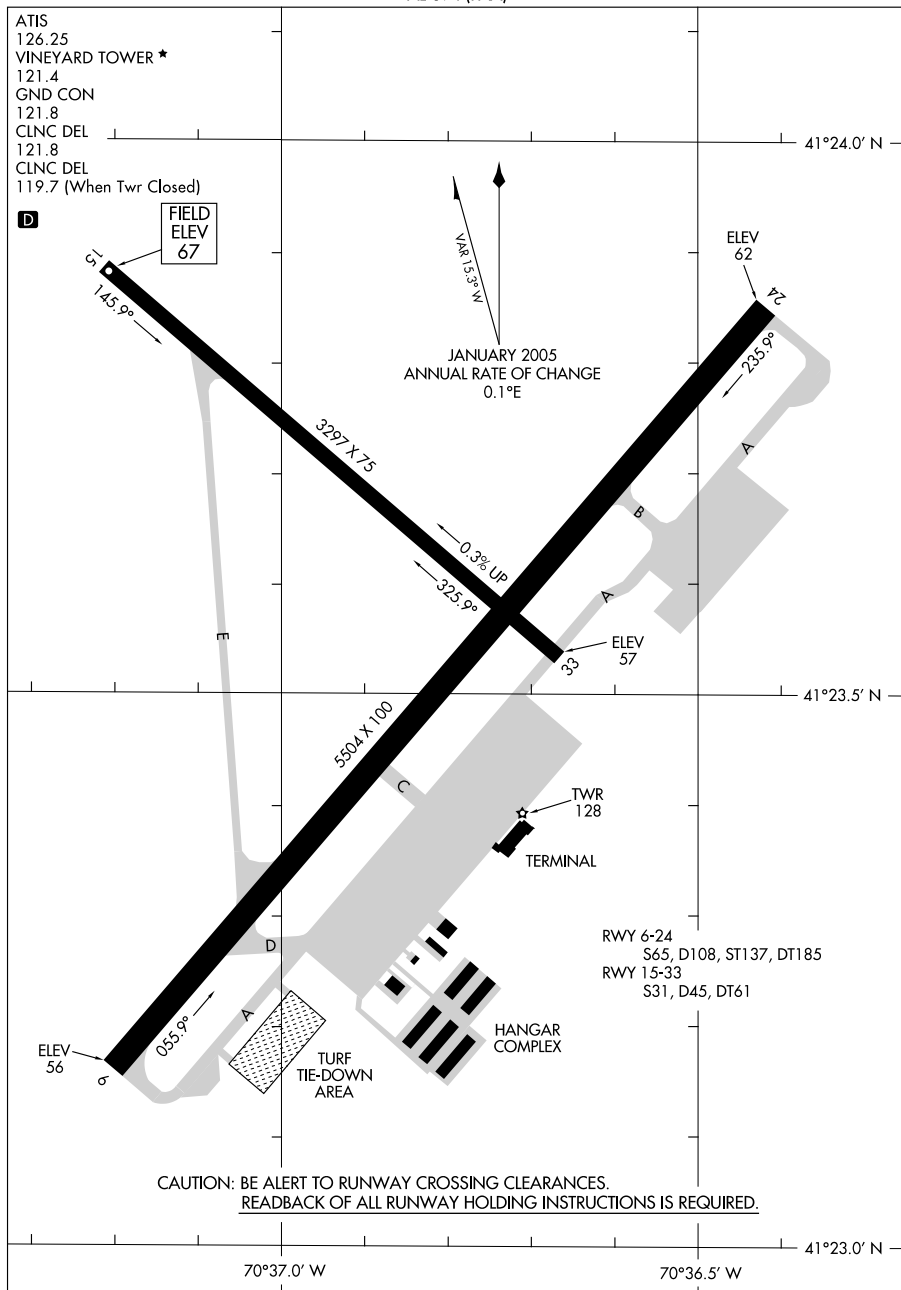 ATIS
126.25
VINEYARD TOWER ★
121.4
GND CON
121.8
CLNC DEL
121.8
CLNC DEL
119.7 (When Twr Closed)
D
41°24.0' N
FIELD
ELEV
67
15
145.9°
VAR 15.3° W
JANUARY 2005
ANNUAL RATE OF CHANGE
0.1°E
ELEV
62
24
235.9°
A
3297 X 75
B
0.3% UP
325.9°
A
E
ELEV
57
33
41°23.5' N
5504 X 100
C
TWR
128
TERMINAL
D
RWY 6-24
S65, D108, ST137, DT185
RWY 15-33
S31, D45, DT61
A
055.9°
ELEV
56
6
TURF
TIE-DOWN
AREA
HANGAR
COMPLEX
CAUTION: BE ALERT TO RUNWAY CROSSING CLEARANCES.
READBACK OF ALL RUNWAY HOLDING INSTRUCTIONS IS REQUIRED.
41°23.0' N
70°37.0' W
70°36.5' W